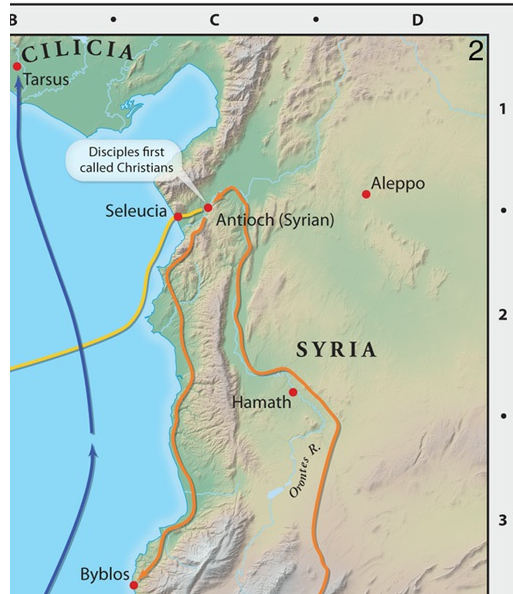 B
C
D
2
CILICIA
Tarsus
1
Disciples first
called Christians
Aleppo
Seleucia
Antioch (Syrian)
2
SYRIA
Hamath
Orontes R.
3
Byblos